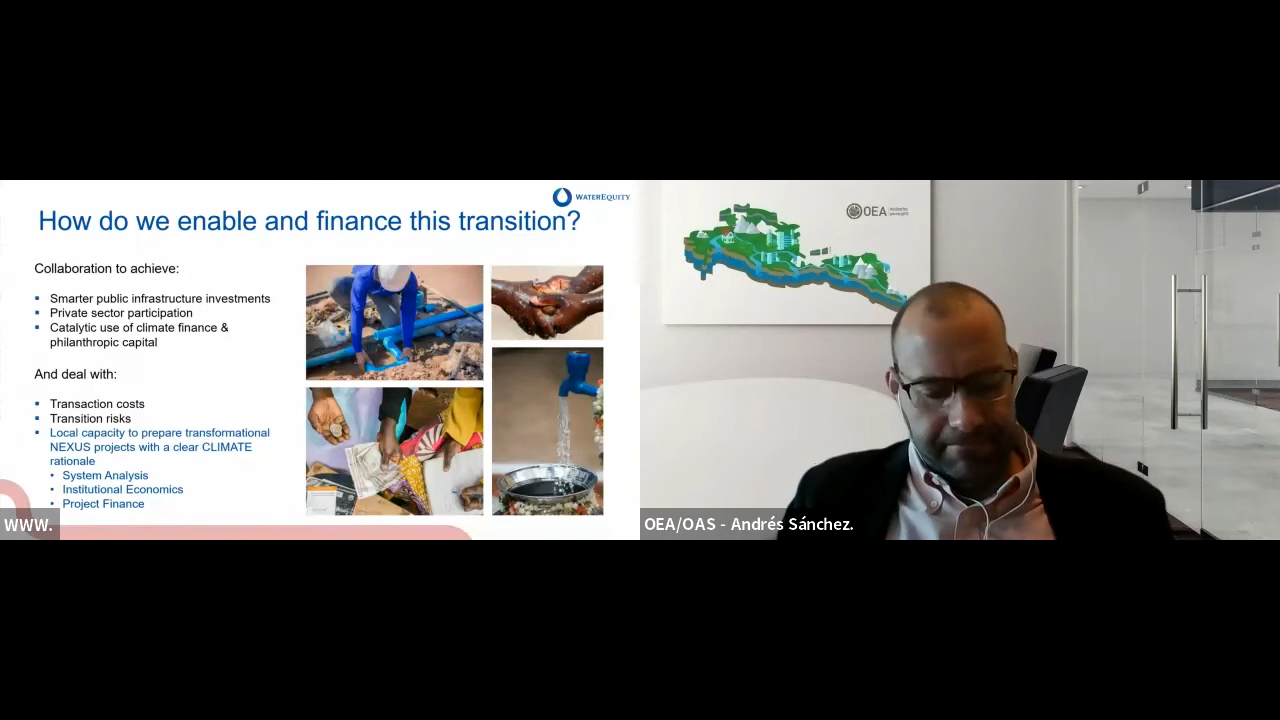 WATEREQUITY
How do we enable and finance this transition?
Collaboration to achieve:
▪ Smarter public infrastructure investments
▪ Private sector participation
▪ Catalytic use of climate finance &
philanthropic capital
And deal with:
▪ Transaction costs
▪ Transition risks
▪ Local capacity to prepare transformational
NEXUS projects with a clear CLIMATE
rationale
• System Analysis
• Institutional Economics
• Project Finance
WWW.
OEA
OEA/OAS - Andrés Sánchez.